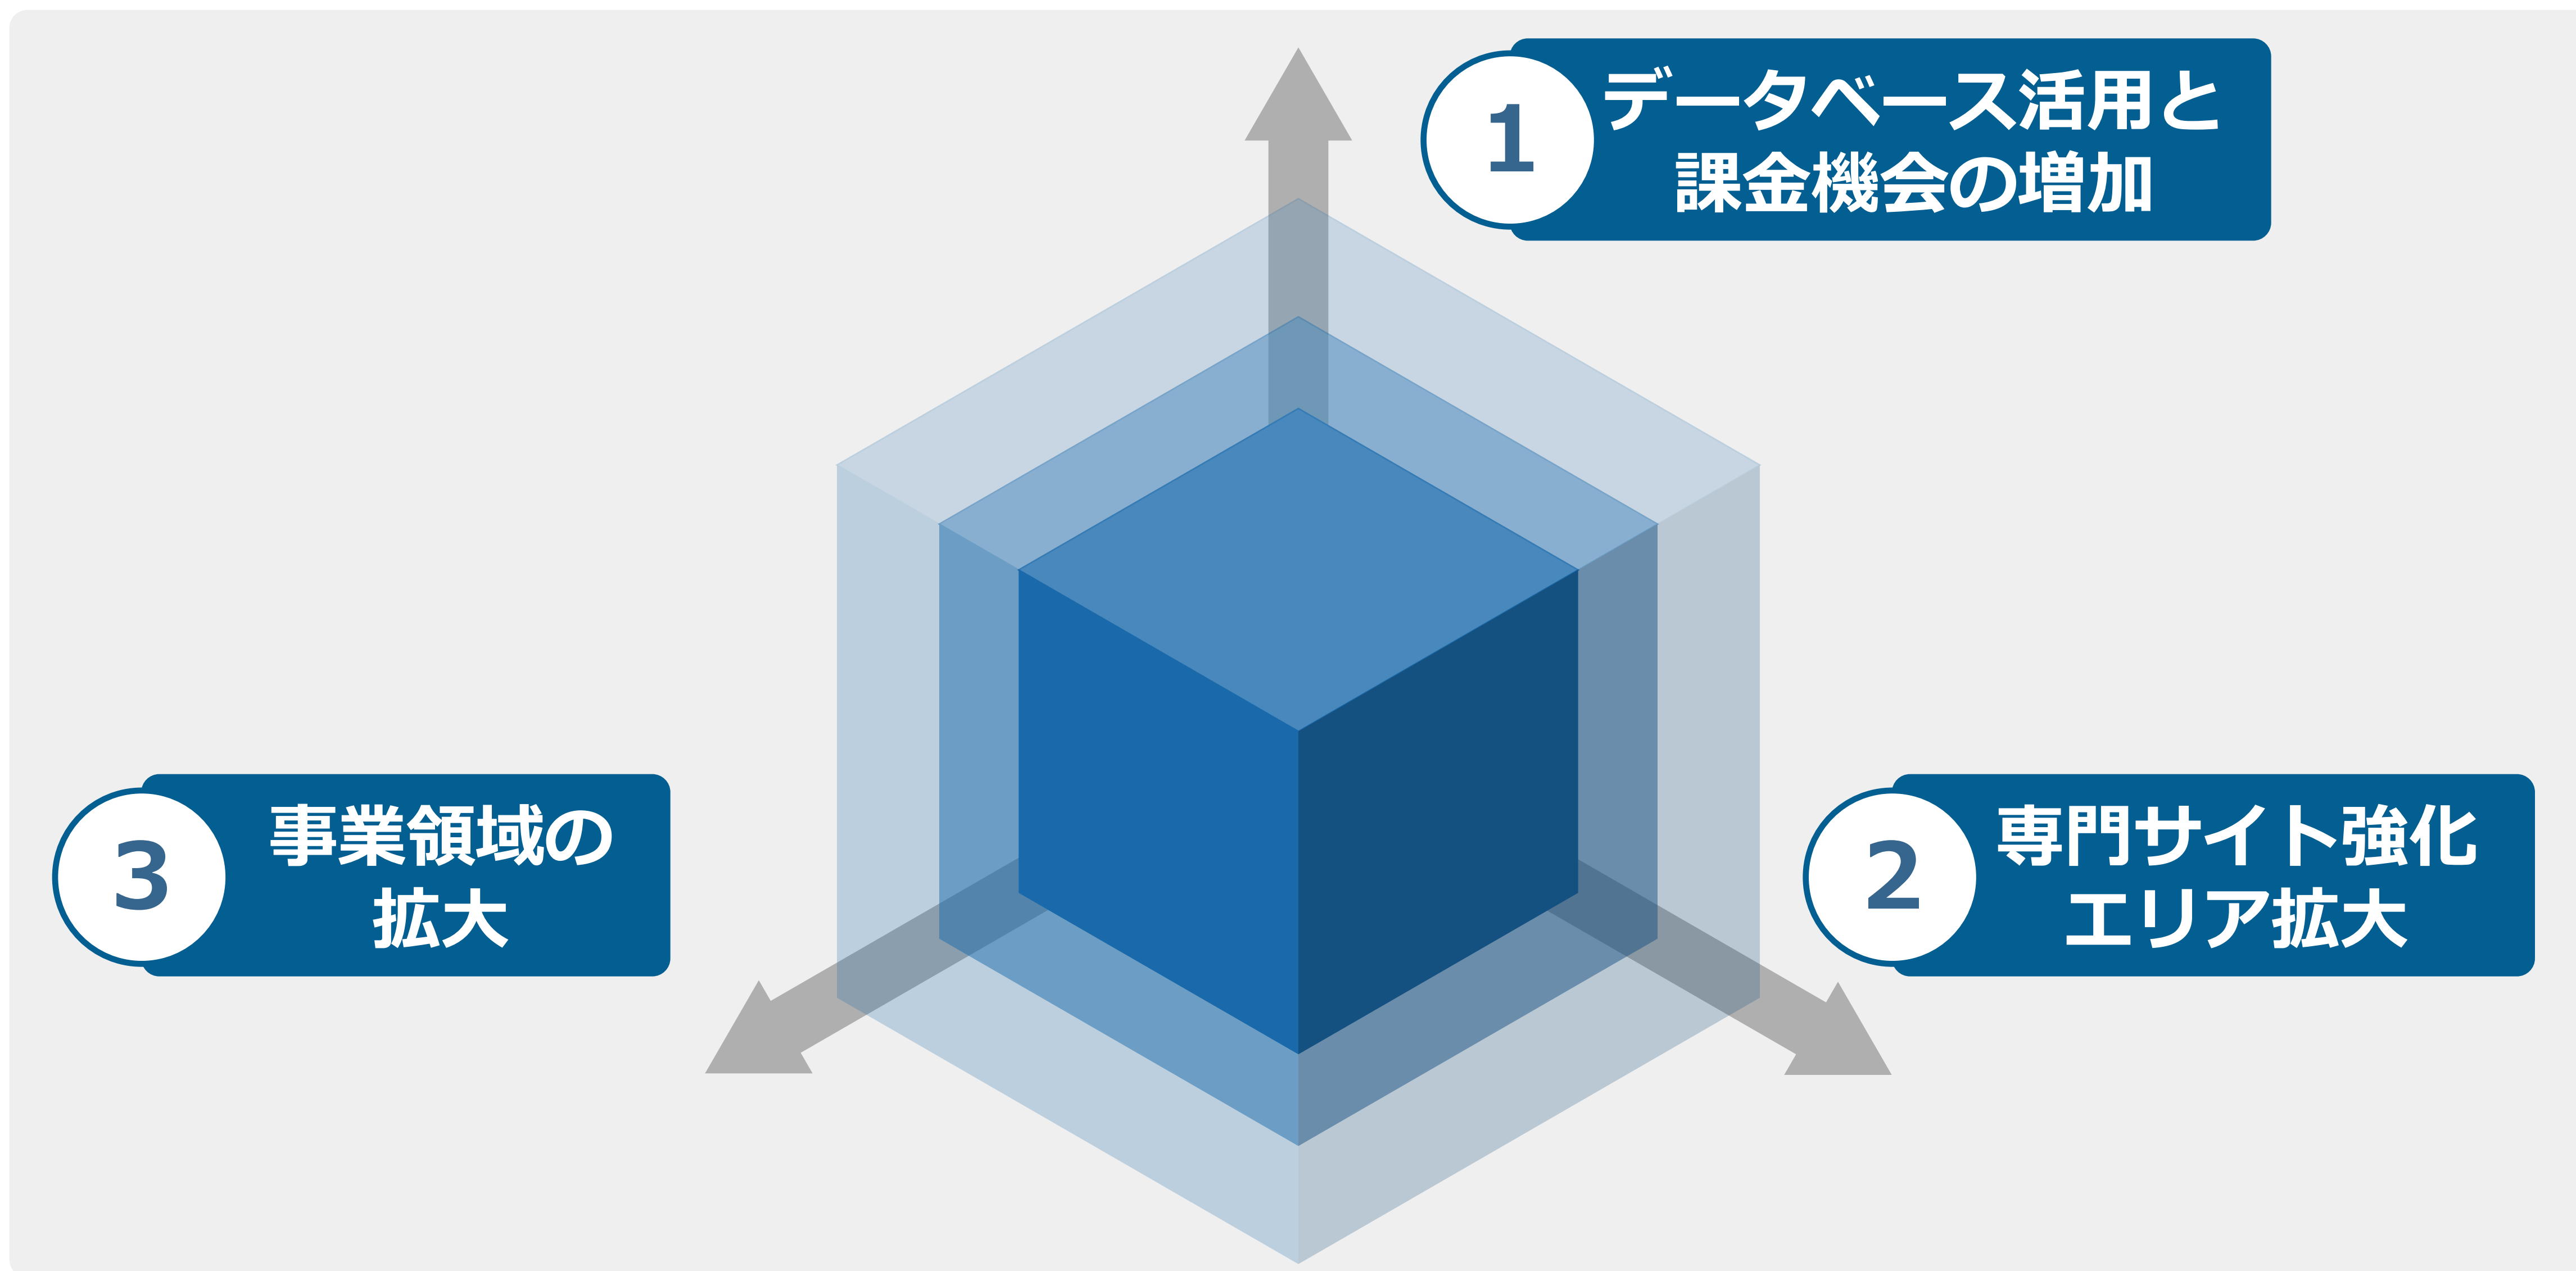 1
データベース活用と
課金機会の増加
2
専門サイト強化
エリア拡大
3
事業領域の
拡大